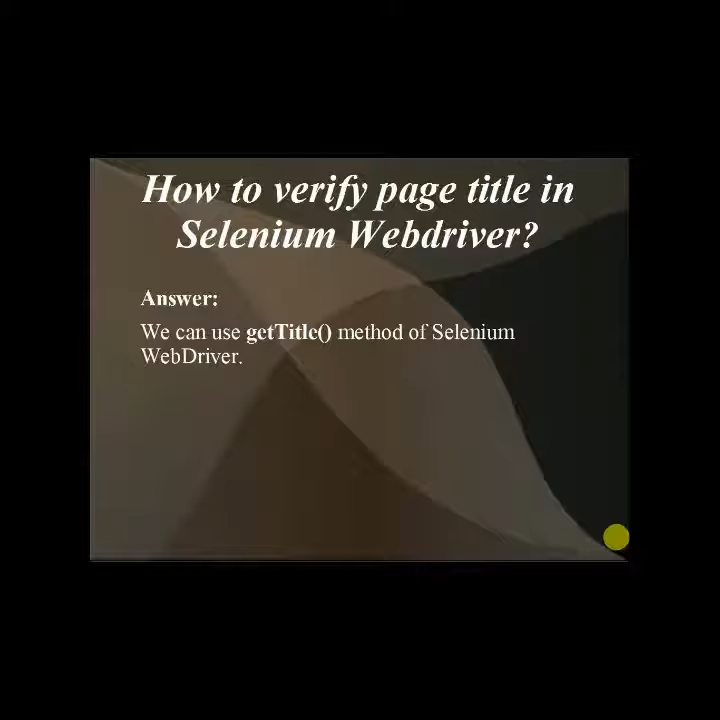 How to verify page title in
Selenium Webdriver?
Answer:
We can use getTitle() method of Selenium
WebDriver.